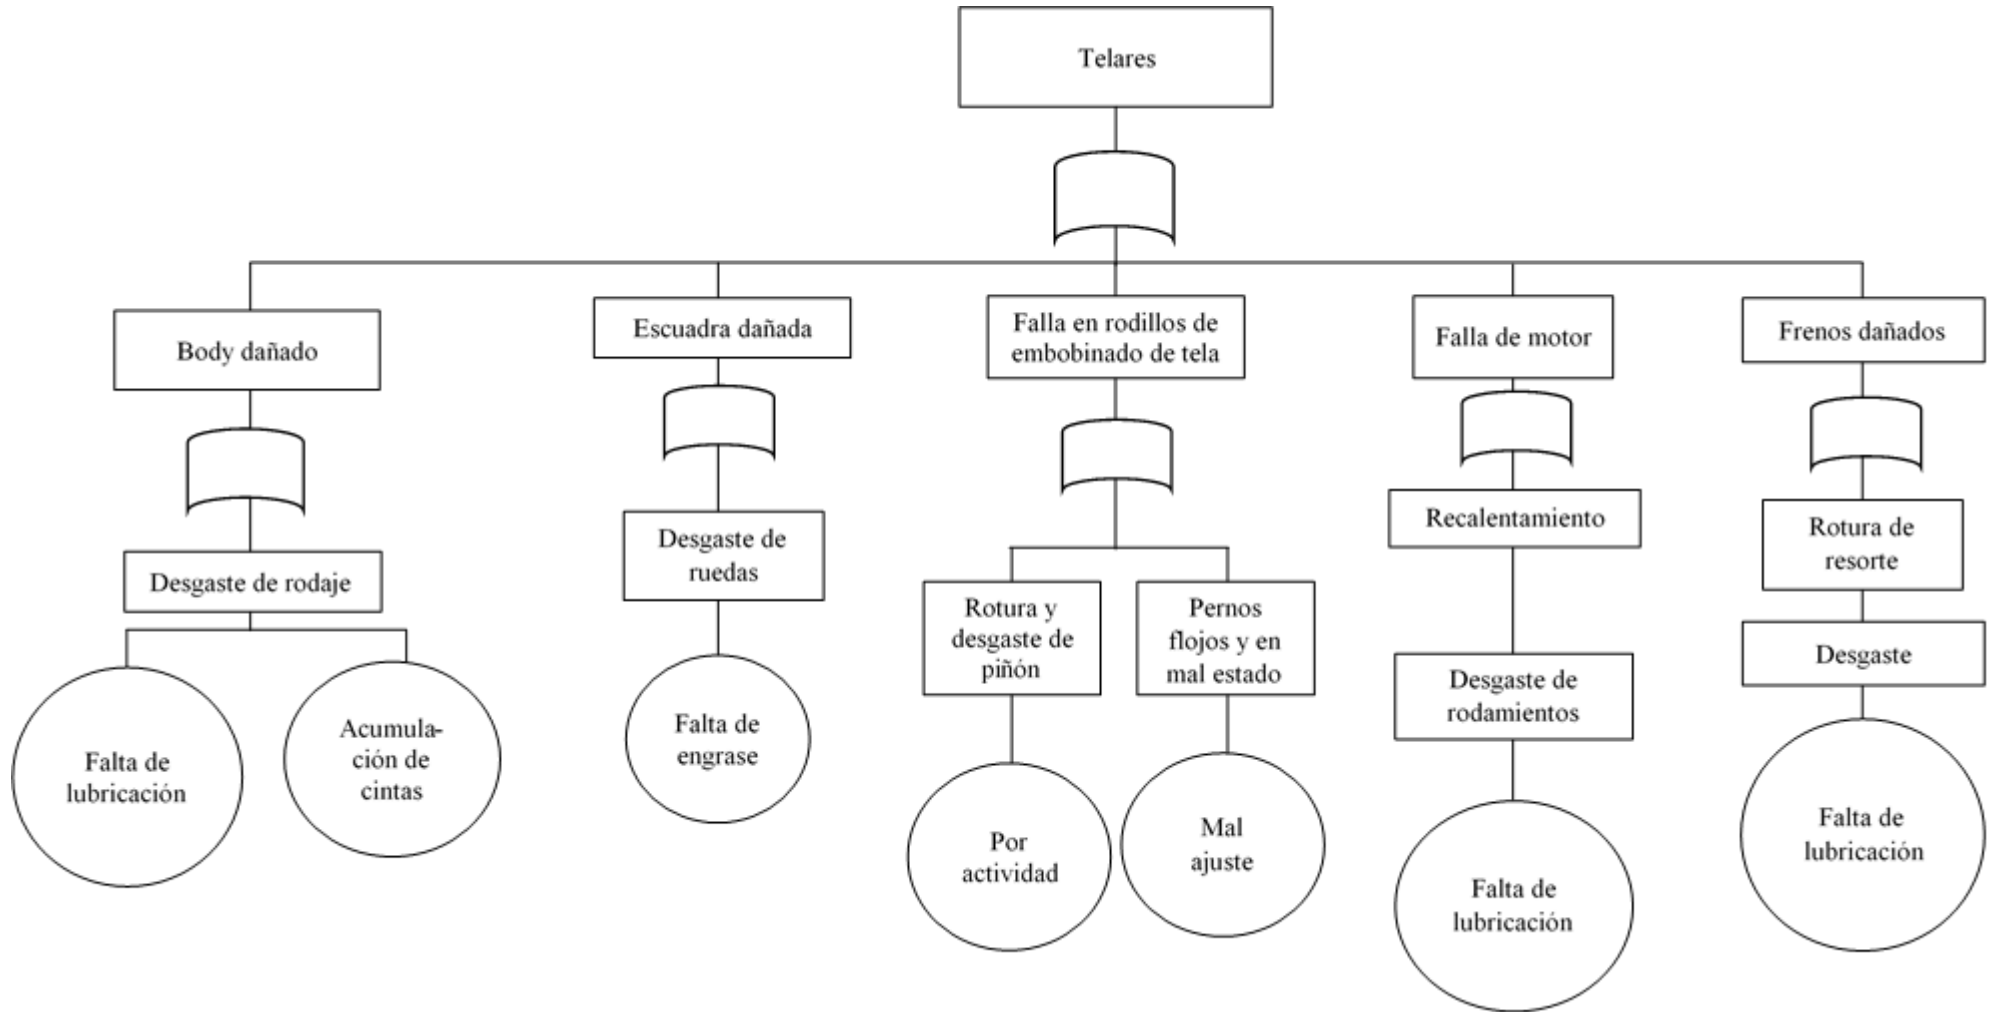 Telares
Body dañado
Escuadra dañada
Falla en rodillos de
embobinado de tela
Falla de motor
Frenos dañados
Desgaste de rodaje
Desgaste de
ruedas
Rotura y
desgaste de
piñón
Pernos
flojos y en
mal estado
Recalentamiento
Rotura de
resorte
Desgaste de
rodamientos
Desgaste
Falta de
lubricación
Acumula-
ción de
cintas
Falta de
engrase
Por
actividad
Mal
ajuste
Falta de
lubricación
Falta de
lubricación